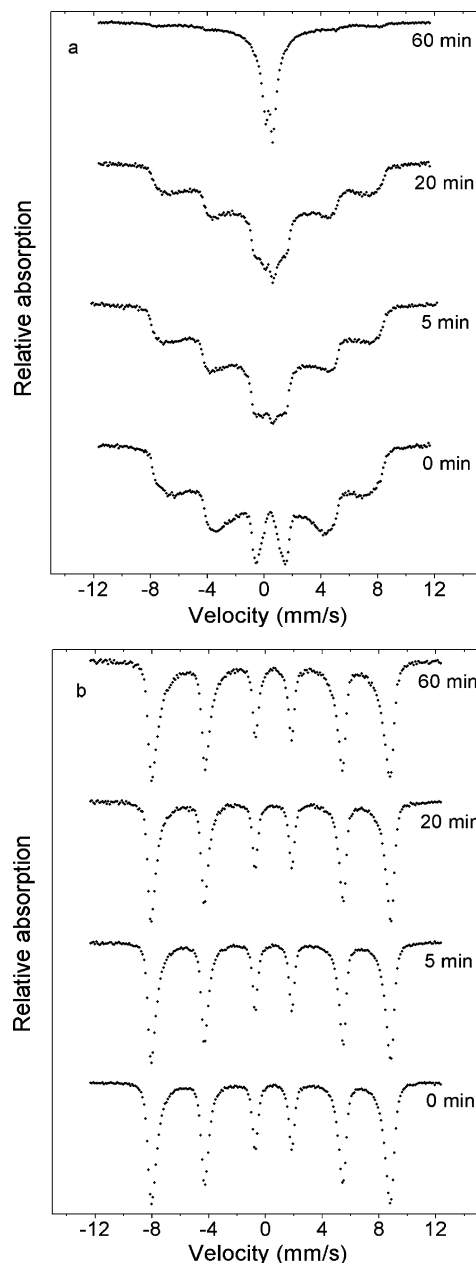 a
60 min
20 min
5 min
0 min
Relative absorption
-12 -8 -4 0 4 8 12
Velocity (mm/s)
b
60 min
20 min
5 min
0 min
Relative absorption
-12 -8 -4 0 4 8 12
Velocity (mm/s)